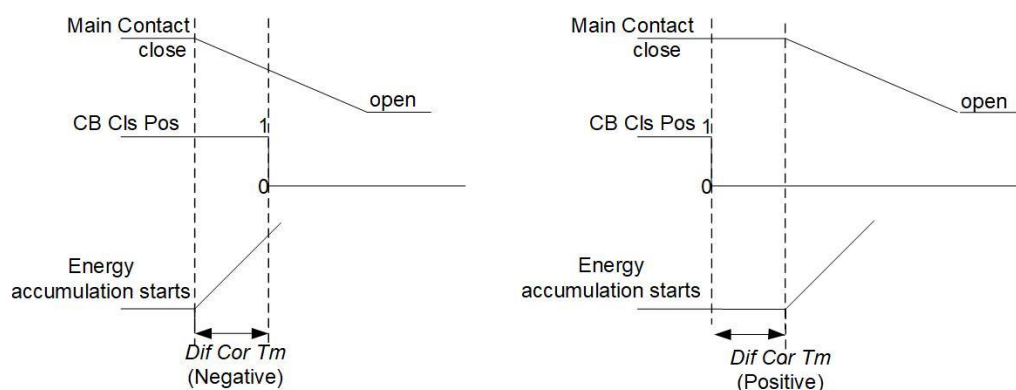 Main Contact
close
open
CB Cls Pos
1
0
Energy
accumulation starts
Dif Cor Tm
(Negative)
Main Contact
close
open
CB Cls Pos
1
0
Energy
accumulation starts
Dif Cor Tm
(Positive)